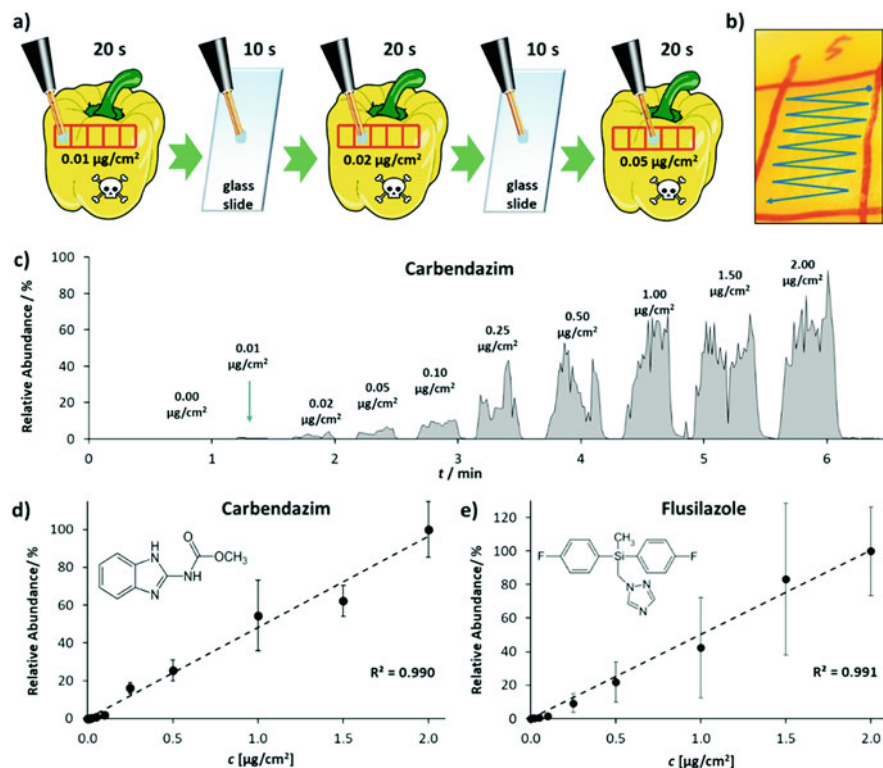 a)
20 s
10 s
20 s
10 s
20 s
0.01 µg/cm²
glass
slide
0.02 µg/cm²
glass
slide
0.05 µg/cm²
b)
5
c)
Carbendazim
Relative Abundance / %
100
80
60
40
20
0
0.00
µg/cm²
0.01
µg/cm²
0.02
µg/cm²
0.05
µg/cm²
0.10
µg/cm²
0.25
µg/cm²
0.50
µg/cm²
1.00
µg/cm²
1.50
µg/cm²
2.00
µg/cm²
0
1
2
3
4
5
6
t / min
d)
Carbendazim
Relative Abundance/ %
100
80
60
40
20
0
H
N
O
O
CH₃
NH
N
R² = 0.990
0.0
0.5
1.0
1.5
2.0
c [µg/cm²]
e)
Flusilazole
Relative Abundance/ %
120
100
80
60
40
20
0
CH₃
F
Si
F
N
N
N
R² = 0.991
0.0
0.5
1.0
1.5
2.0
c [µg/cm²]